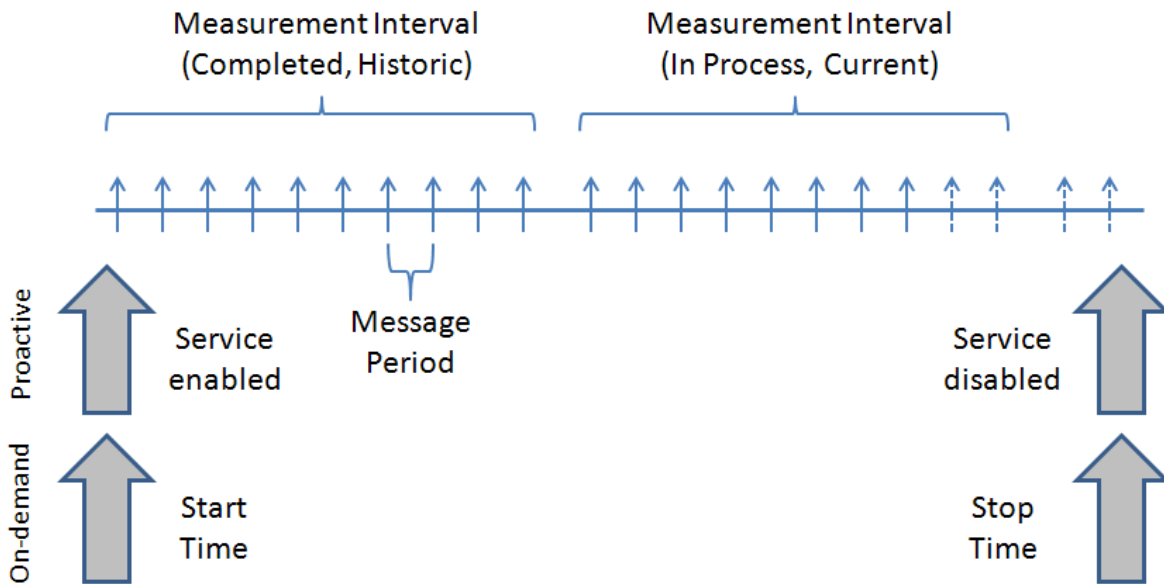 Measurement Interval
(Completed, Historic)
Measurement Interval
(In Process, Current)
Message
Period
Proactive
Service
enabled
Service
disabled
On-demand
Start
Time
Stop
Time